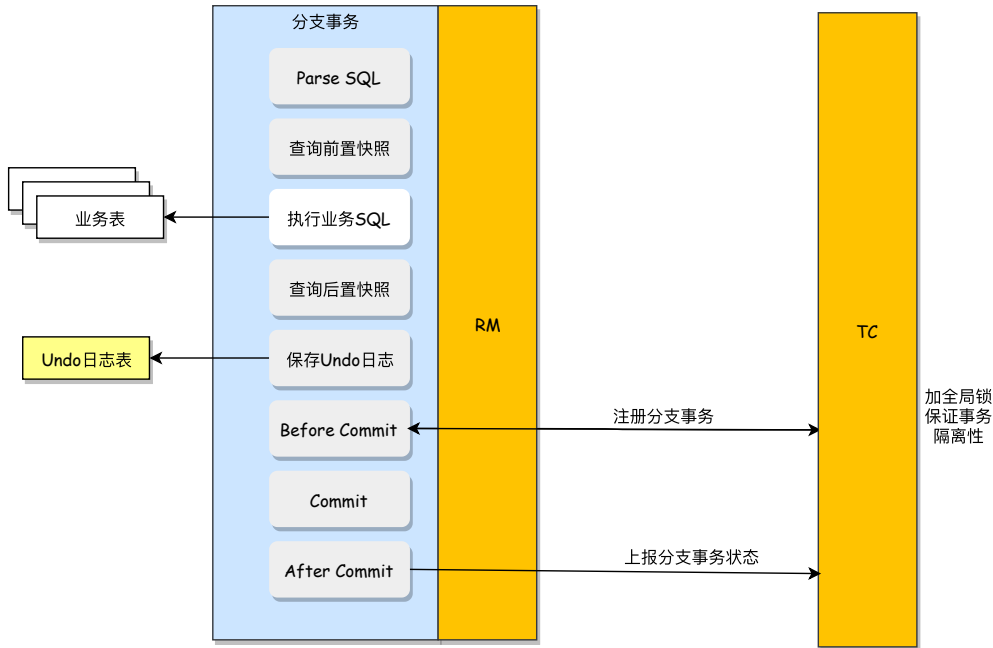 分支事务
Parse SQL
查询前置快照
业务表
执行业务SQL
查询后置快照
RM
TC
Undo日志表
保存Undo日志
加全局锁
保证事务
隔离性
注册分支事务
Before Commit
Commit
上报分支事务状态
After Commit